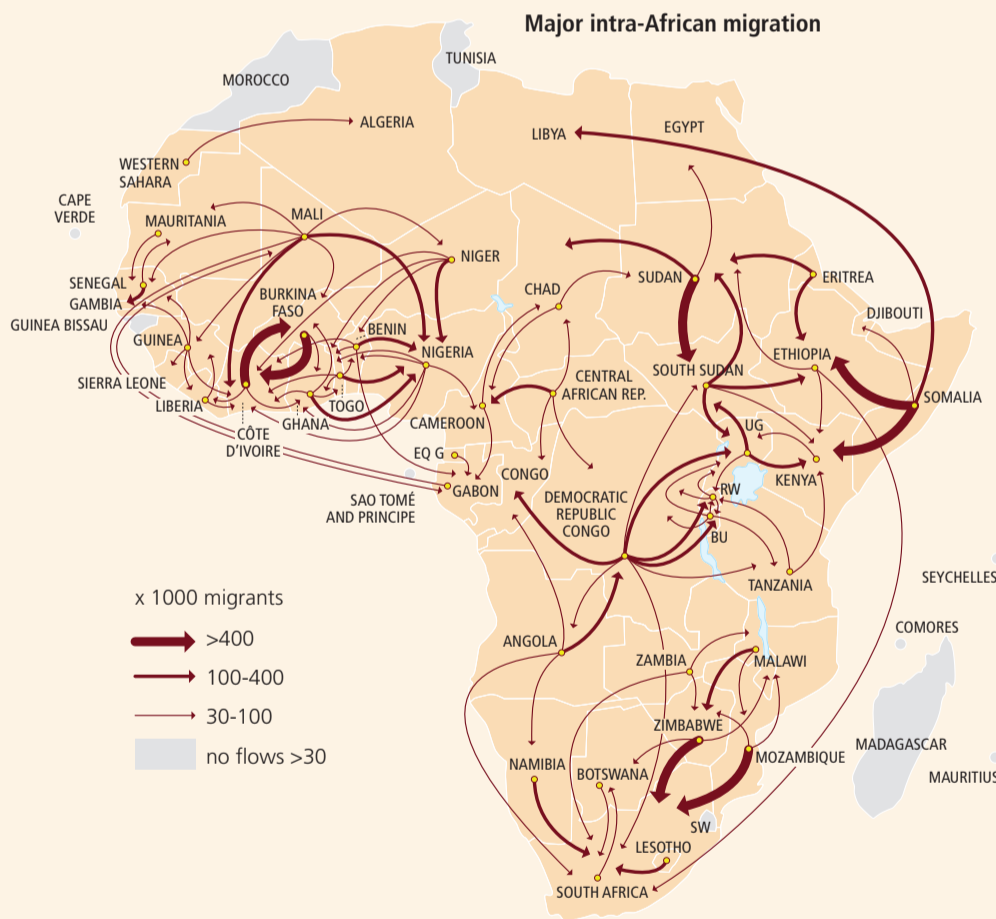 Major intra-African migration
TUNISIA
MOROCCO
ALGERIA
LIBYA
EGYPT
WESTERN
SAHARA
CAPE
VERDE
MAURITANIA
MALI
NIGER
SENEGAL
GAMBIA
GUINEA BISSAU
BURKINA
FASO
CHAD
SUDAN
ERITREA
DJIBOUTI
GUINEA
BENIN
NIGERIA
ETHIOPIA
SOUTH SUDAN
SIERRA LEONE
LIBERIA
TOGO
GHANA
CÔTE
D'IVOIRE
CENTRAL
AFRICAN REP.
SOMALIA
CAMEROON
UG
KENYA
EQ G
GABON
CONGO
SAO TOMÉ
AND PRINCIPE
DEMOCRATIC
REPUBLIC
CONGO
RW
BU
TANZANIA
SEYCHELLES
x 1000 migrants
>400
100-400
30-100
no flows >30
ANGOLA
ZAMBIA
MALAWI
COMORES
ZIMBABWE
MOZAMBIQUE
MADAGASCAR
MAURITIUS
NAMIBIA
BOTSWANA
SW
LESOTHO
SOUTH AFRICA